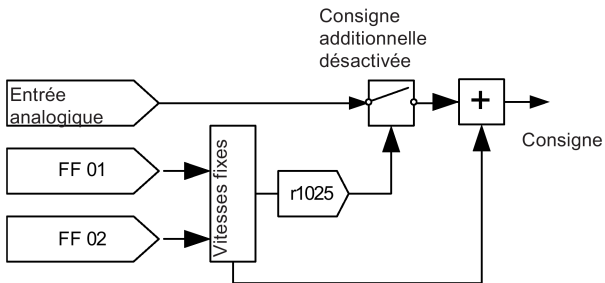 Consigne
additionnelle
désactivée
Entrée
analogique
+
Consigne
FF 01
Vitesses fixes
r1025
FF 02